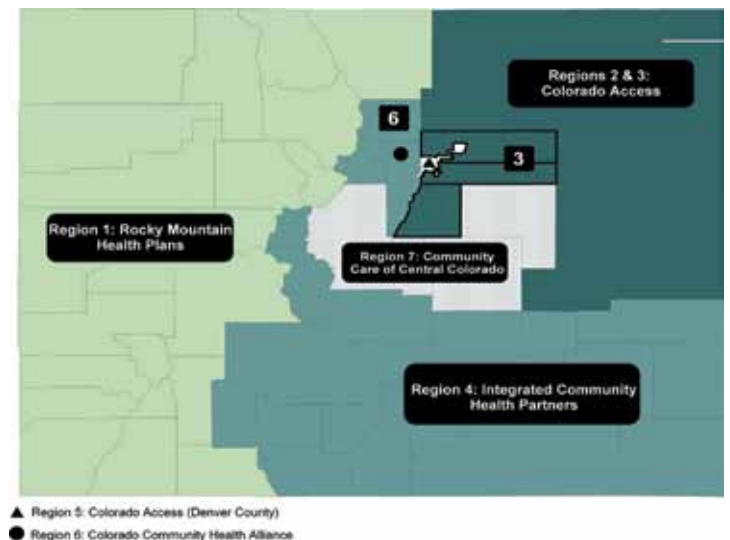 Regions 2 & 3:
Colorado Access
6
3
Region 1: Rocky Mountain
Health Plans
Region 7: Community
Care of Central Colorado
Region 4: Integrated Community
Health Partners
Region 5: Colorado Access (Denver County)
Region 6: Colorado Community Health Alliance